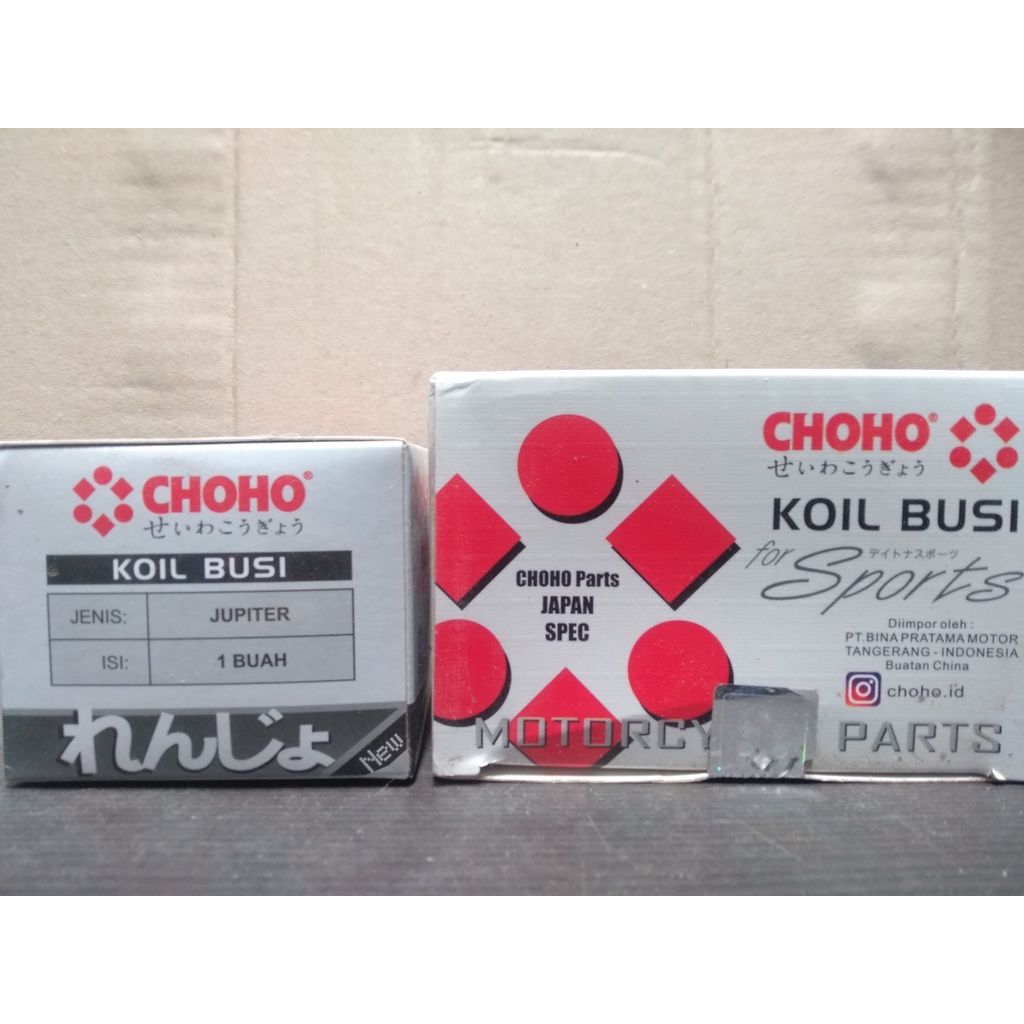 CHOHO®
せいわこうぎょう
KOIL BUSI
JENIS: JUPITER
ISI: 1 BUAH
れんじょ
New
CHOHO Parts
JAPAN
SPEC
CHOHO®
せいわこうぎょう
KOIL BUSI
for Sports
デイトナスポーツ
Diimpor oleh :
PT.BINA PRATAMA MOTOR
TANGERANG - INDONESIA
Buatan China
choho.id
MOTORCY PARTS